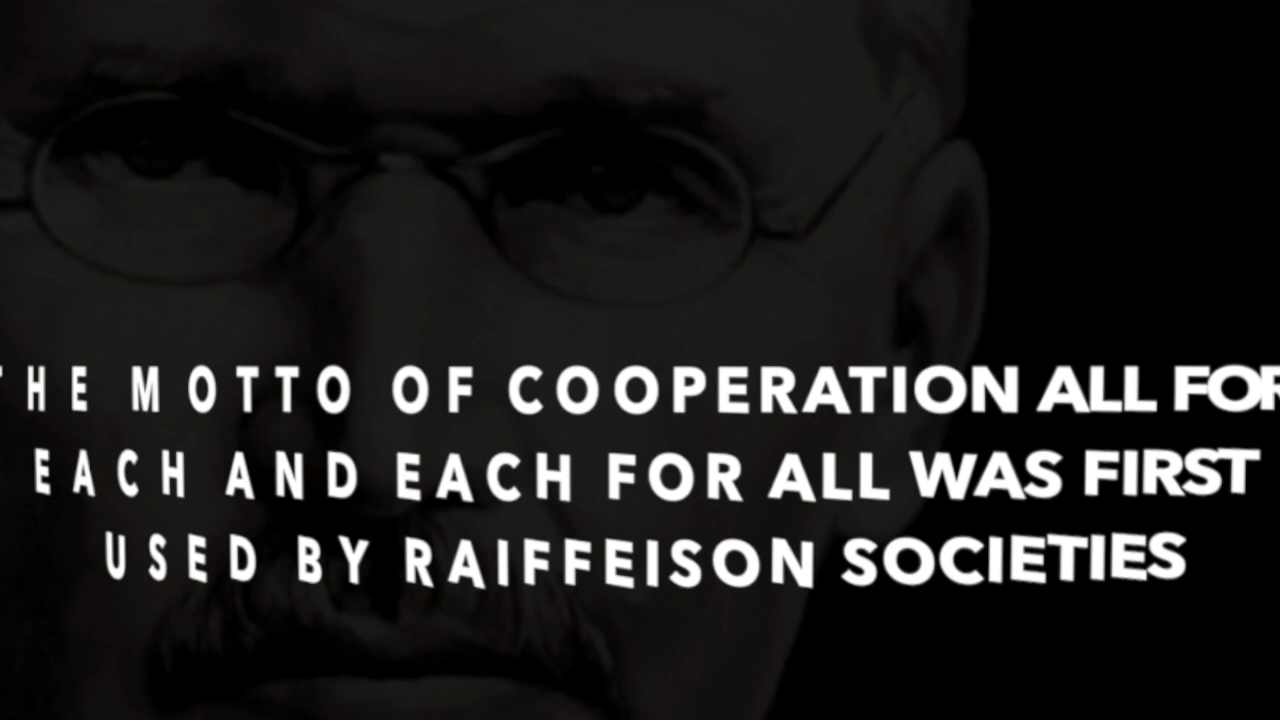 THE MOTTO OF COOPERATION ALL FOR
EACH AND EACH FOR ALL WAS FIRST
USED BY RAIFFEISON SOCIETIES